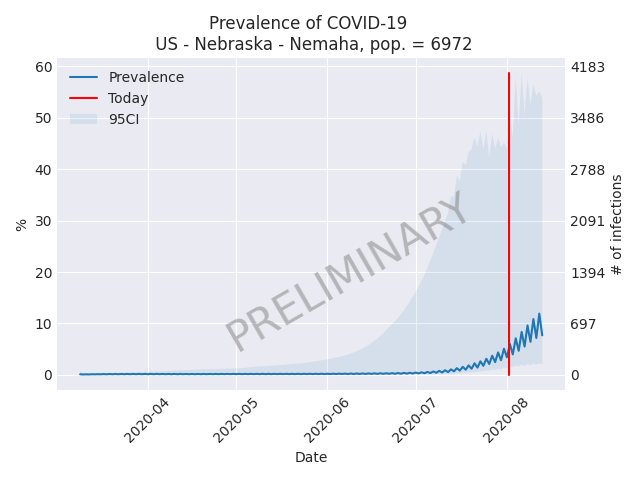 Prevalence of COVID-19
US - Nebraska - Nemaha, pop. = 6972
Prevalence
Today
95CI
PRELIMINARY
60
50
40
30
20
10
0
%
4183
3486
2788
2091
1394
697
0
# of infections
2020-04
2020-05
2020-06
2020-07
2020-08
Date